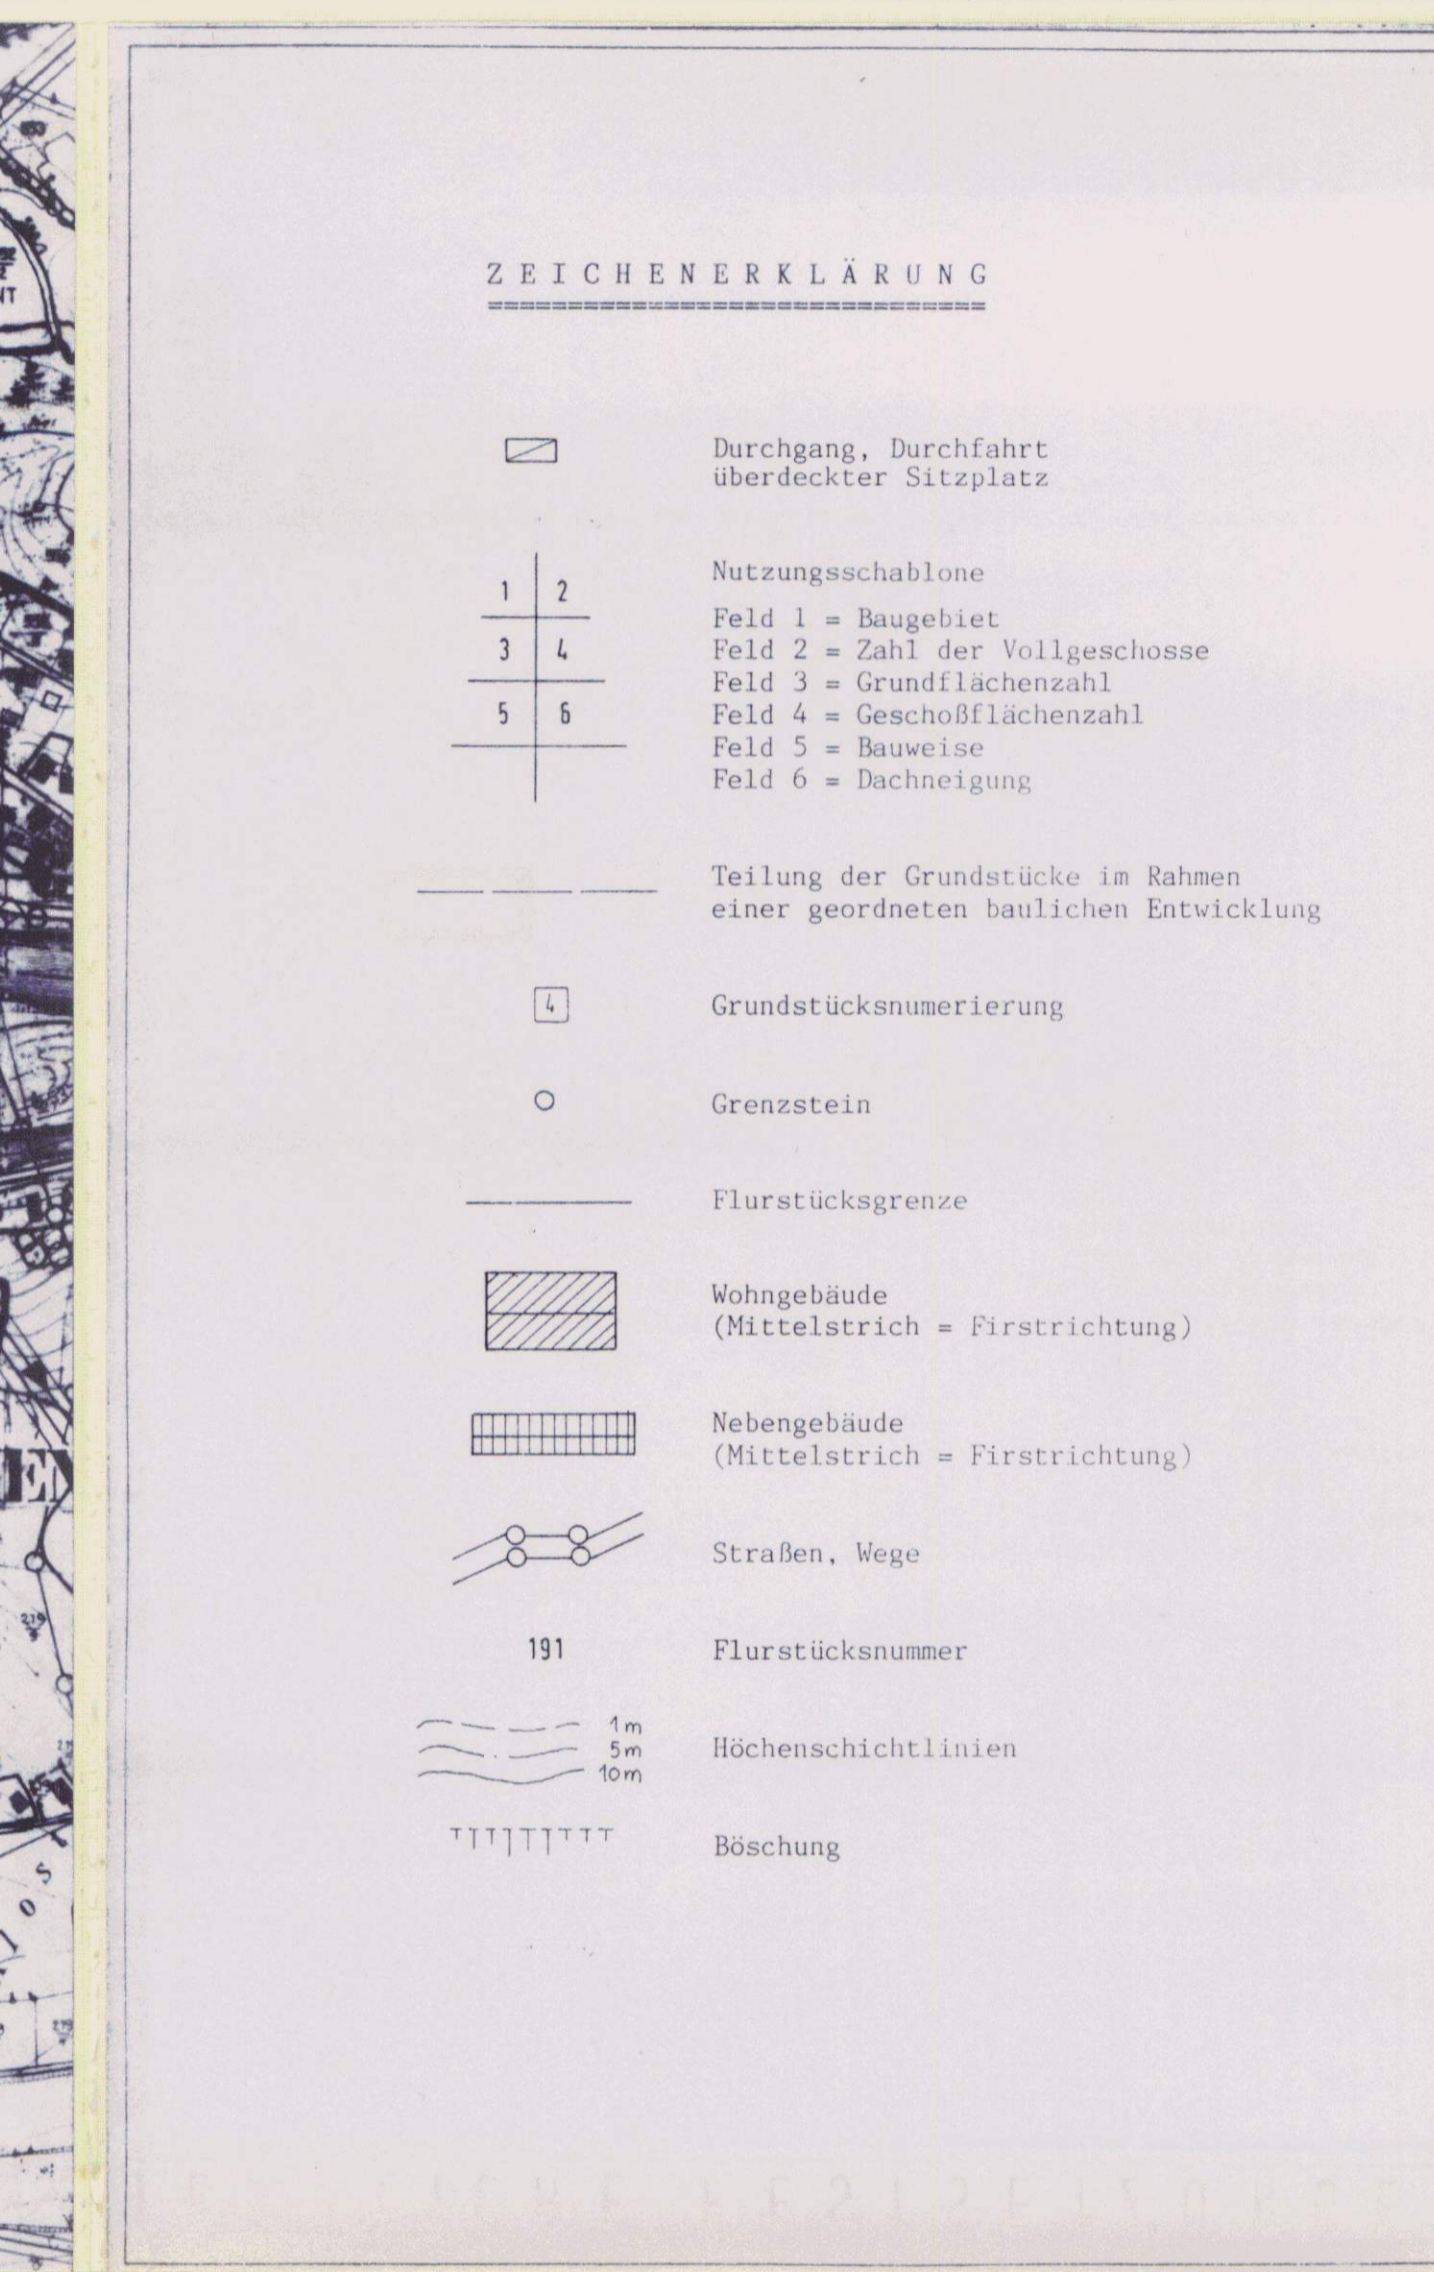 ZEICHENERKLÄRUNG
Durchgang, Durchfahrt
überdeckter Sitzplatz
1 2
3 4
5 6
Nutzungsschablone
Feld 1 = Baugebiet
Feld 2 = Zahl der Vollgeschosse
Feld 3 = Grundflächenzahl
Feld 4 = Geschoßflächenzahl
Feld 5 = Bauweise
Feld 6 = Dachneigung
Teilung der Grundstücke im Rahmen
einer geordneten baulichen Entwicklung
4 Grundstücksnumerierung
Grenzstein
Flurstücksgrenze
Wohngebäude
(Mittelstrich = Firstrichtung)
Nebengebäude
(Mittelstrich = Firstrichtung)
Straßen, Wege
191 Flurstücksnummer
1m
5m
10m
Höchenschichtlinien
Böschung
219